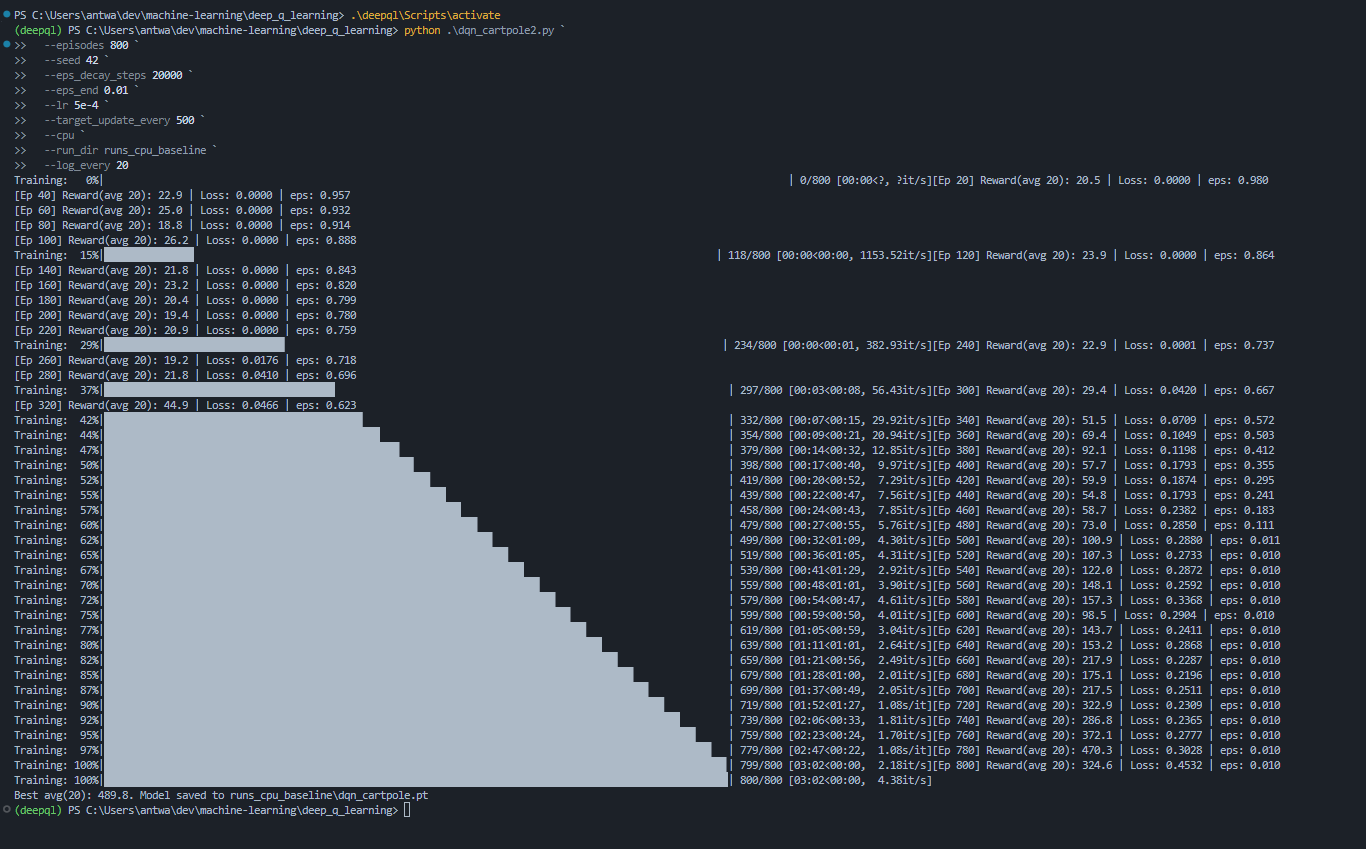 PS C:\Users\antwa\dev\machine-learning\deep_q_learning> .\deepql\Scripts\activate
(deepql) PS C:\Users\antwa\dev\machine-learning\deep_q_learning> python .\dqn_cartpole2.py `
>>   --episodes 800 `
>>   --seed 42 `
>>   --eps_decay_steps 20000 `
>>   --eps_end 0.01 `
>>   --lr 5e-4 `
>>   --target_update_every 500 `
>>   --cpu `
>>   --run_dir runs_cpu_baseline `
>>   --log_every 20
Training:   0%| | 0/800 [00:00<?, ?it/s][Ep 20] Reward(avg 20): 20.5 | Loss: 0.0000 | eps: 0.980
[Ep 40] Reward(avg 20): 22.9 | Loss: 0.0000 | eps: 0.957
[Ep 60] Reward(avg 20): 25.0 | Loss: 0.0000 | eps: 0.932
[Ep 80] Reward(avg 20): 18.8 | Loss: 0.0000 | eps: 0.914
[Ep 100] Reward(avg 20): 26.2 | Loss: 0.0000 | eps: 0.888
Training:  15%| | 118/800 [00:00<00:00, 1153.52it/s][Ep 120] Reward(avg 20): 23.9 | Loss: 0.0000 | eps: 0.864
[Ep 140] Reward(avg 20): 21.8 | Loss: 0.0000 | eps: 0.843
[Ep 160] Reward(avg 20): 23.2 | Loss: 0.0000 | eps: 0.820
[Ep 180] Reward(avg 20): 20.4 | Loss: 0.0000 | eps: 0.799
[Ep 200] Reward(avg 20): 19.4 | Loss: 0.0000 | eps: 0.780
[Ep 220] Reward(avg 20): 20.9 | Loss: 0.0000 | eps: 0.759
Training:  29%| | 234/800 [00:00<00:01, 382.93it/s][Ep 240] Reward(avg 20): 22.9 | Loss: 0.0001 | eps: 0.737
[Ep 260] Reward(avg 20): 19.2 | Loss: 0.0176 | eps: 0.718
[Ep 280] Reward(avg 20): 21.8 | Loss: 0.0410 | eps: 0.696
Training:  37%| | 297/800 [00:03<00:08, 56.43it/s][Ep 300] Reward(avg 20): 29.4 | Loss: 0.0420 | eps: 0.667
[Ep 320] Reward(avg 20): 44.9 | Loss: 0.0466 | eps: 0.623
Training:  42%| | 332/800 [00:07<00:15, 29.92it/s][Ep 340] Reward(avg 20): 51.5 | Loss: 0.0709 | eps: 0.572
Training:  44%| | 354/800 [00:09<00:21, 20.94it/s][Ep 360] Reward(avg 20): 69.4 | Loss: 0.1049 | eps: 0.503
Training:  47%| | 379/800 [00:14<00:32, 12.85it/s][Ep 380] Reward(avg 20): 92.1 | Loss: 0.1198 | eps: 0.412
Training:  50%| | 398/800 [00:17<00:40,  9.97it/s][Ep 400] Reward(avg 20): 57.7 | Loss: 0.1793 | eps: 0.355
Training:  52%| | 419/800 [00:20<00:52,  7.29it/s][Ep 420] Reward(avg 20): 59.9 | Loss: 0.1874 | eps: 0.295
Training:  55%| | 439/800 [00:22<00:47,  7.56it/s][Ep 440] Reward(avg 20): 54.8 | Loss: 0.1793 | eps: 0.241
Training:  57%| | 458/800 [00:24<00:43,  7.85it/s][Ep 460] Reward(avg 20): 58.7 | Loss: 0.2382 | eps: 0.183
Training:  60%| | 479/800 [00:27<00:55,  5.76it/s][Ep 480] Reward(avg 20): 73.0 | Loss: 0.2850 | eps: 0.111
Training:  62%| | 499/800 [00:32<01:09,  4.30it/s][Ep 500] Reward(avg 20): 100.9 | Loss: 0.2880 | eps: 0.011
Training:  65%| | 519/800 [00:36<01:05,  4.31it/s][Ep 520] Reward(avg 20): 107.3 | Loss: 0.2733 | eps: 0.010
Training:  67%| | 539/800 [00:41<01:29,  2.92it/s][Ep 540] Reward(avg 20): 122.0 | Loss: 0.2872 | eps: 0.010
Training:  70%| | 559/800 [00:48<01:01,  3.90it/s][Ep 560] Reward(avg 20): 148.1 | Loss: 0.2592 | eps: 0.010
Training:  72%| | 579/800 [00:54<00:47,  4.61it/s][Ep 580] Reward(avg 20): 157.3 | Loss: 0.3368 | eps: 0.010
Training:  75%| | 599/800 [00:59<00:50,  4.01it/s][Ep 600] Reward(avg 20): 98.5 | Loss: 0.2904 | eps: 0.010
Training:  77%| | 619/800 [01:05<00:59,  3.04it/s][Ep 620] Reward(avg 20): 143.7 | Loss: 0.2411 | eps: 0.010
Training:  80%| | 639/800 [01:11<01:01,  2.64it/s][Ep 640] Reward(avg 20): 153.2 | Loss: 0.2868 | eps: 0.010
Training:  82%| | 659/800 [01:21<00:56,  2.49it/s][Ep 660] Reward(avg 20): 217.9 | Loss: 0.2287 | eps: 0.010
Training:  85%| | 679/800 [01:28<01:00,  2.01it/s][Ep 680] Reward(avg 20): 175.1 | Loss: 0.2196 | eps: 0.010
Training:  87%| | 699/800 [01:37<00:49,  2.05it/s][Ep 700] Reward(avg 20): 217.5 | Loss: 0.2511 | eps: 0.010
Training:  90%| | 719/800 [01:52<01:27,  1.08s/it][Ep 720] Reward(avg 20): 322.9 | Loss: 0.2309 | eps: 0.010
Training:  92%| | 739/800 [02:06<00:33,  1.81it/s][Ep 740] Reward(avg 20): 286.8 | Loss: 0.2365 | eps: 0.010
Training:  95%| | 759/800 [02:23<00:24,  1.70it/s][Ep 760] Reward(avg 20): 372.1 | Loss: 0.2777 | eps: 0.010
Training:  97%| | 779/800 [02:47<00:22,  1.08s/it][Ep 780] Reward(avg 20): 470.3 | Loss: 0.3028 | eps: 0.010
Training: 100%| | 799/800 [03:02<00:00,  2.18it/s][Ep 800] Reward(avg 20): 324.6 | Loss: 0.4532 | eps: 0.010
Training: 100%| | 800/800 [03:02<00:00,  4.38it/s]
Best avg(20): 489.8. Model saved to runs_cpu_baseline\dqn_cartpole.pt
(deepql) PS C:\Users\antwa\dev\machine-learning\deep_q_learning>